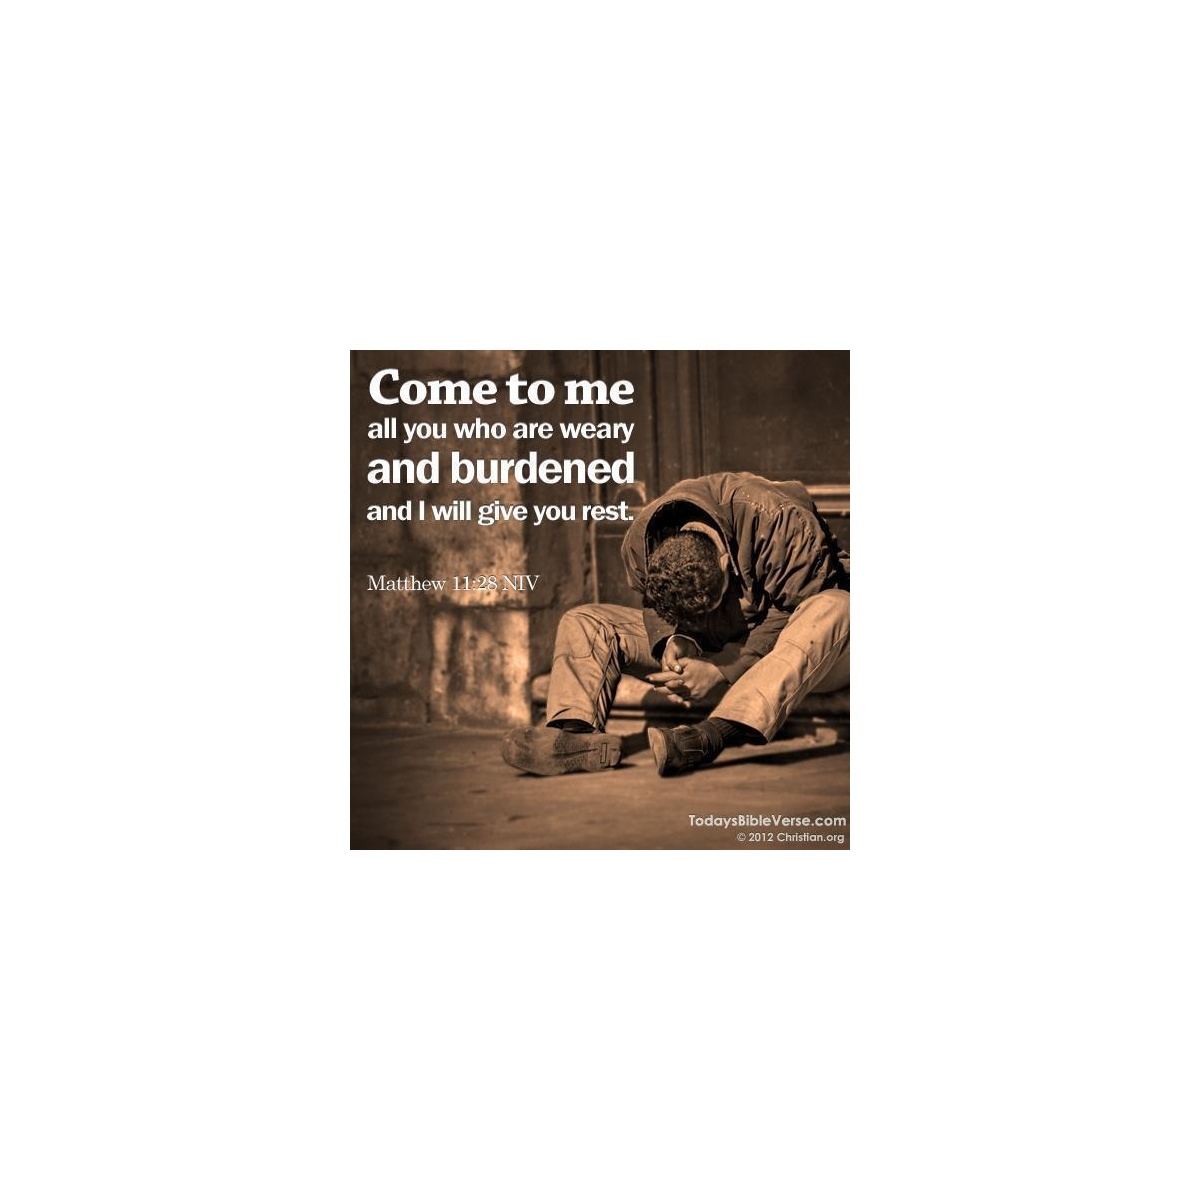 Come to me
all you who are weary
and burdened
and I will give you rest.
Matthew 11:28 NIV
TodaysBibleVerse.com
© 2012 Christian.org